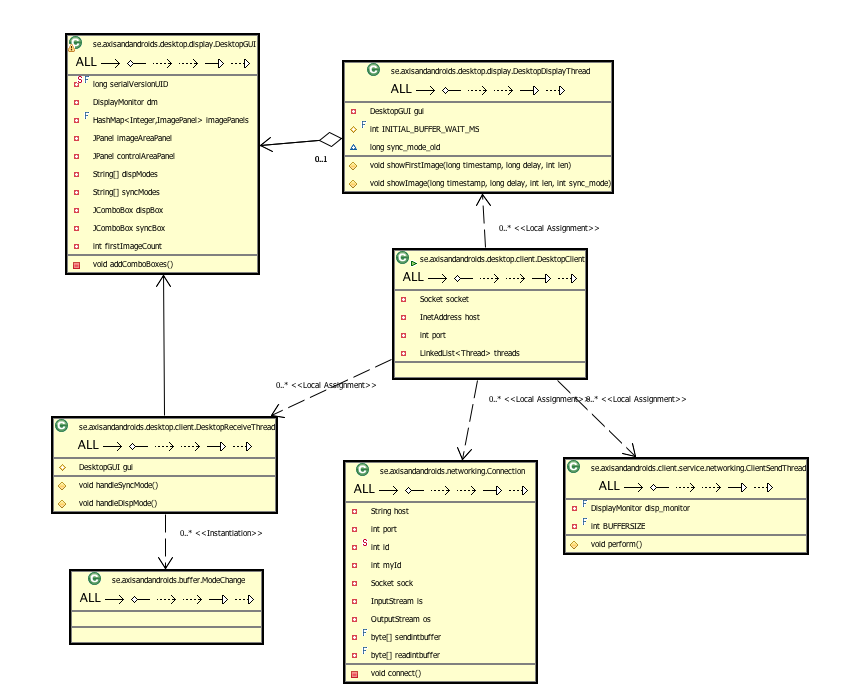 se.axisandandroids.desktop.display.DesktopGUI
ALL
long serialVersionUID
DisplayMonitor dm
HashMap<Integer,ImagePanel> imagePanels
JPanel imageAreaPanel
JPanel controlAreaPanel
String[] dispModes
String[] syncModes
JComboBox dispBox
JComboBox syncBox
int firstImageCount
void addComboBoxes()
0..1
se.axisandandroids.desktop.display.DesktopDisplayThread
ALL
DesktopGUI gui
int INITIAL_BUFFER_WAIT_MS
long sync_mode_old
void showFirstImage(long timestamp, long delay, int len)
void showImage(long timestamp, long delay, int len, int sync_mode)
0..* <<Local Assignment>>
se.axisandandroids.desktop.client.DesktopClient
ALL
Socket socket
InetAddress host
int port
LinkedList<Thread> threads
0..* <<Local Assignment>>
0..* <<Local Assignment>>
0..* <<Local Assignment>>
se.axisandandroids.desktop.client.DesktopReceiveThread
ALL
DesktopGUI gui
void handleSyncMode()
void handleDispMode()
0..* <<Instantiation>>
se.axisandandroids.buffer.ModeChange
ALL
se.axisandandroids.networking.Connection
ALL
String host
int port
int id
int myId
Socket sock
InputStream is
OutputStream os
byte[] sendintbuffer
byte[] readintbuffer
void connect()
se.axisandandroids.client.service.networking.ClientSendThread
ALL
DisplayMonitor disp_monitor
int BUFFERSIZE
void perform()